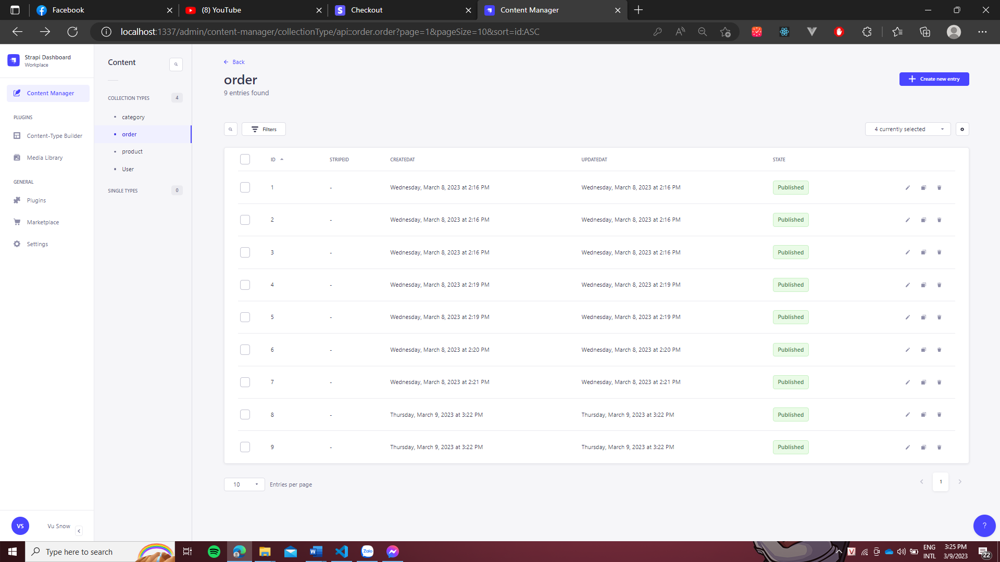 Facebook
(8) YouTube
Checkout
Content Manager
localhost:1337/admin/content-manager/collectionType/api::order.order?page=1&pageSize=10&sort=id:ASC
Strapi Dashboard
Workplace
Content Manager
PLUGINS
Content-Type Builder
Media Library
GENERAL
Plugins
Marketplace
Settings
VS
Vu Snow
Content
COLLECTION TYPES 4
category
order
product
User
SINGLE TYPES 0
Back
order
9 entries found
Create new entry
Filters
4 currently selected
ID STRIPEID CREATEDAT UPDATEDAT STATE
1 - Wednesday, March 8, 2023 at 2:16 PM Wednesday, March 8, 2023 at 2:16 PM Published
2 - Wednesday, March 8, 2023 at 2:16 PM Wednesday, March 8, 2023 at 2:16 PM Published
3 - Wednesday, March 8, 2023 at 2:16 PM Wednesday, March 8, 2023 at 2:16 PM Published
4 - Wednesday, March 8, 2023 at 2:19 PM Wednesday, March 8, 2023 at 2:19 PM Published
5 - Wednesday, March 8, 2023 at 2:19 PM Wednesday, March 8, 2023 at 2:19 PM Published
6 - Wednesday, March 8, 2023 at 2:20 PM Wednesday, March 8, 2023 at 2:20 PM Published
7 - Wednesday, March 8, 2023 at 2:21 PM Wednesday, March 8, 2023 at 2:21 PM Published
8 - Thursday, March 9, 2023 at 3:22 PM Thursday, March 9, 2023 at 3:22 PM Published
9 - Thursday, March 9, 2023 at 3:22 PM Thursday, March 9, 2023 at 3:22 PM Published
10 Entries per page
1
?
Type here to search
Zalo
ENG
INTL
3:25 PM
3/9/2023
22